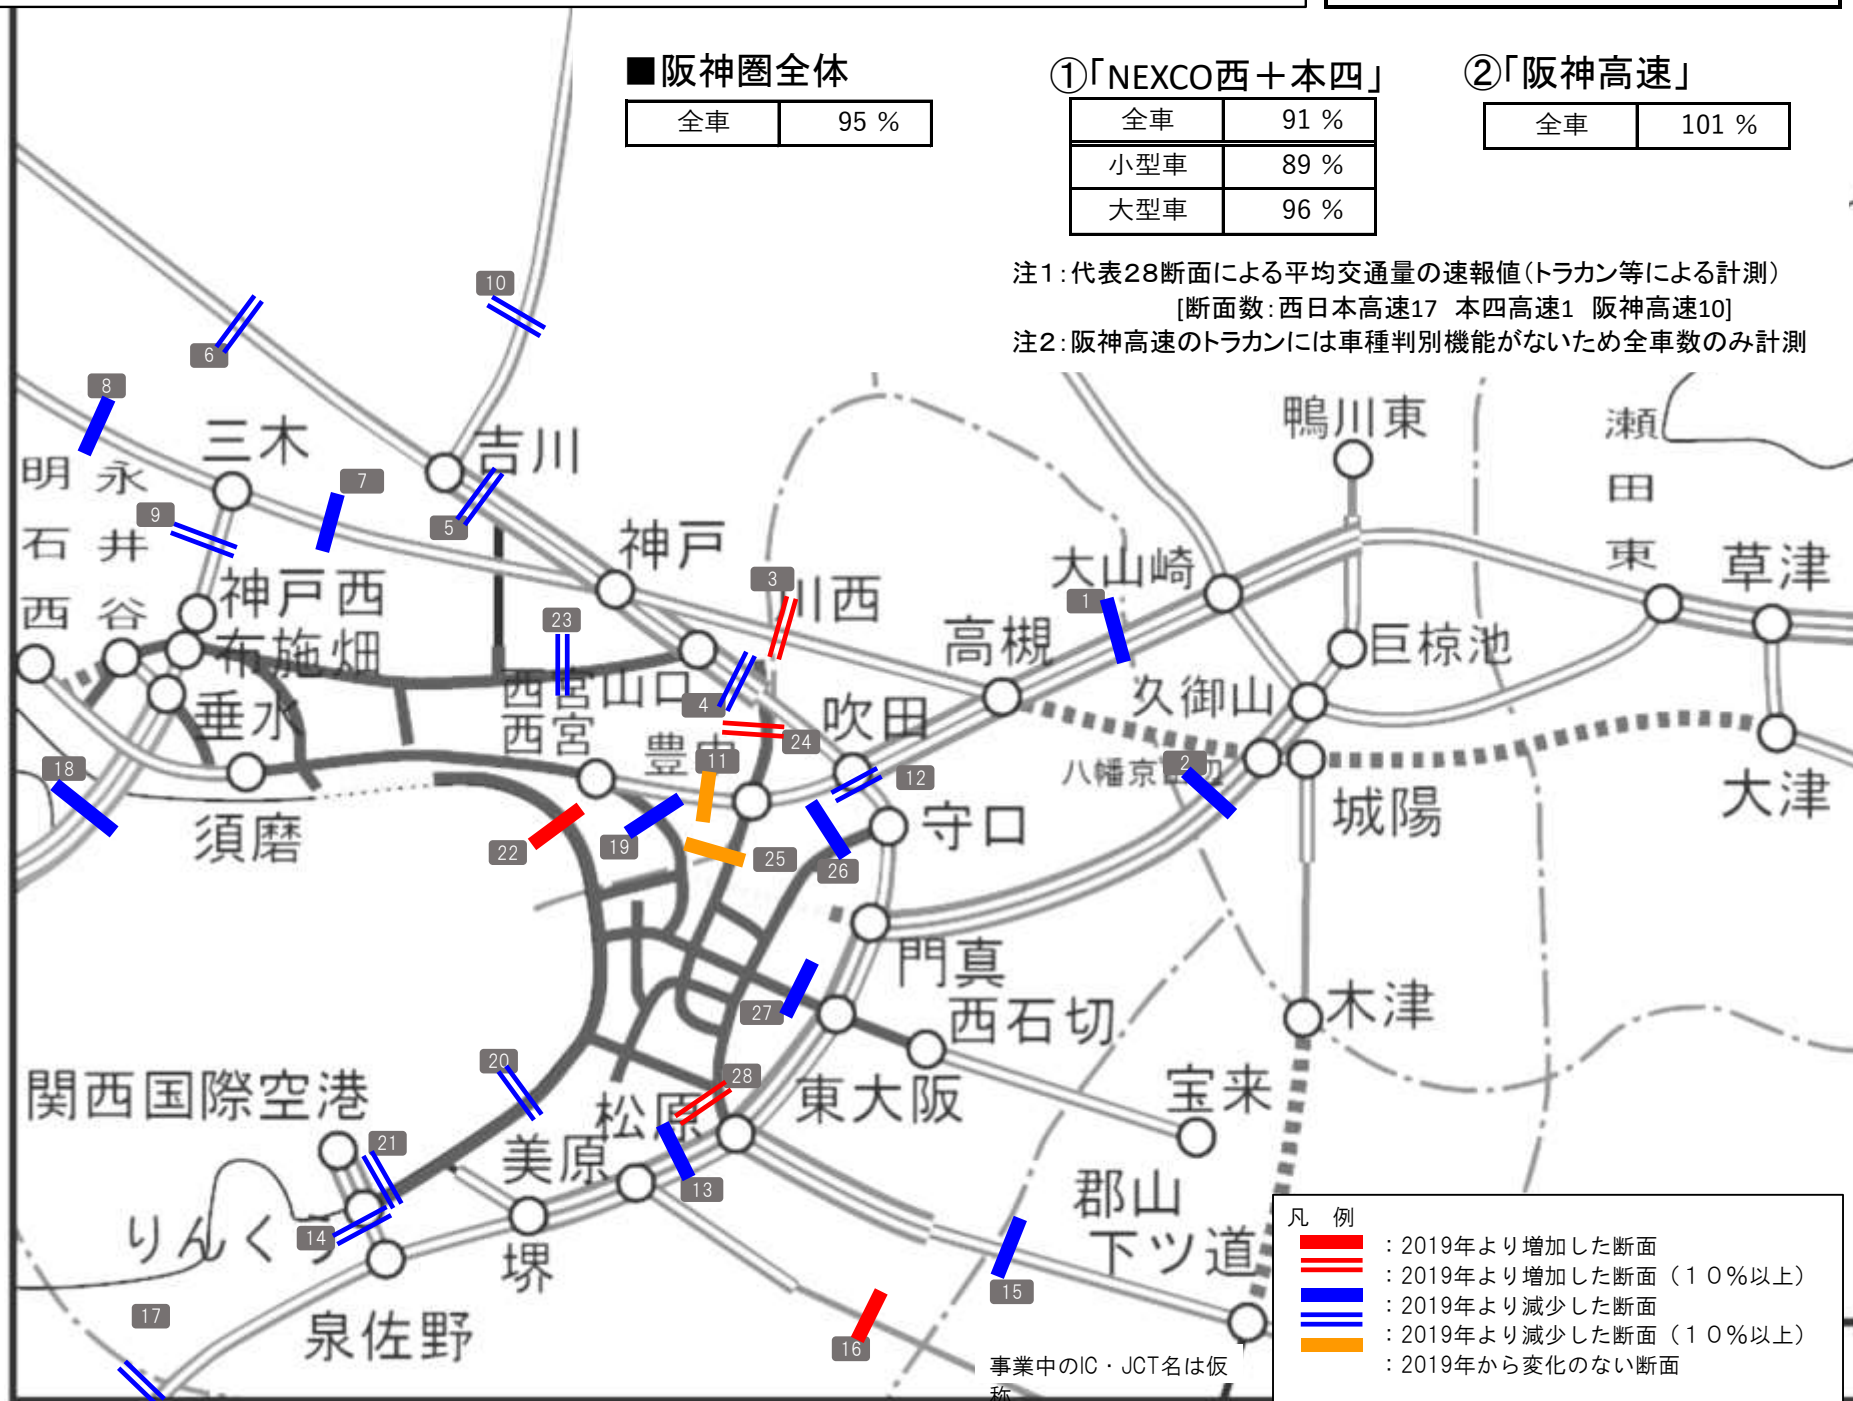 ■阪神圏全体
全車 95 %
①「NEXCO西＋本四」
全車 91 %
小型車 89 %
大型車 96 %
②「阪神高速」
全車 101 %
注1：代表28断面による平均交通量の速報値（トラカン等による計測）
[断面数：西日本高速17 本四高速1 阪神高速10]
注2：阪神高速のトラカンには車種判別機能がないため全車数のみ計測
10
6
8
三木
吉川
鴨川東
瀬田東
明石西
永井谷
7
5
9
神戸
大山崎
草津
3
川西
1
神戸西
布施畑
23
高槻
巨椋池
西宮山口
西宮
4
久御山
垂水
吹田
24
豊中
11
12
八幡京田辺
2
18
大津
須磨
守口
城陽
22
19
25
26
門真
27
西石切
木津
20
28
関西国際空港
松原
東大阪
宝来
21
美原
13
郡山
下ツ道
りんくう
14
堺
15
17
泉佐野
16
事業中のIC・JCT名は仮
称
凡 例
：2019年より増加した断面
：2019年より増加した断面（１０％以上）
：2019年より減少した断面
：2019年より減少した断面（１０％以上）
：2019年から変化のない断面